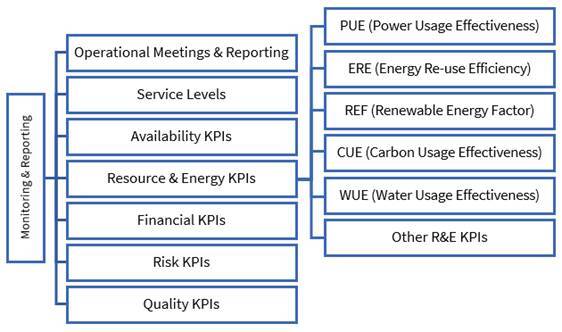 Monitoring & Reporting
Operational Meetings & Reporting
Service Levels
Availability KPIs
Resource & Energy KPIs
Financial KPIs
Risk KPIs
Quality KPIs
PUE (Power Usage Effectiveness)
ERE (Energy Re-use Efficiency)
REF (Renewable Energy Factor)
CUE (Carbon Usage Effectiveness)
WUE (Water Usage Effectiveness)
Other R&E KPIs